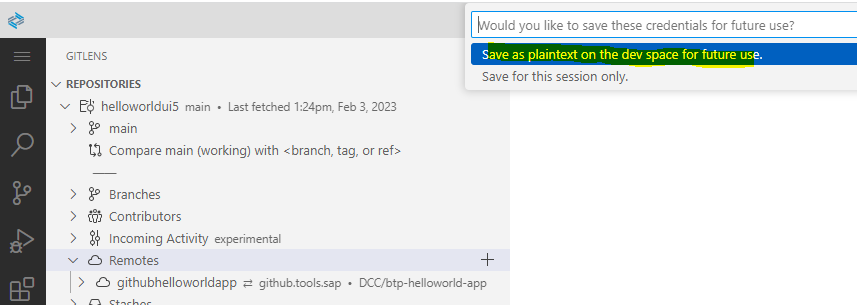 Would you like to save these credentials for future use?
Save as plaintext on the dev space for future use.
Save for this session only.
GITLENS
REPOSITORIES
helloworldui5 main • Last fetched 1:24pm, Feb 3, 2023
main
Compare main (working) with <branch, tag, or ref>
Branches
Contributors
Incoming Activity experimental
Remotes
githubhelloworldapp ⇄ github.tools.sap • DCC/btp-helloworld-app
Stashes